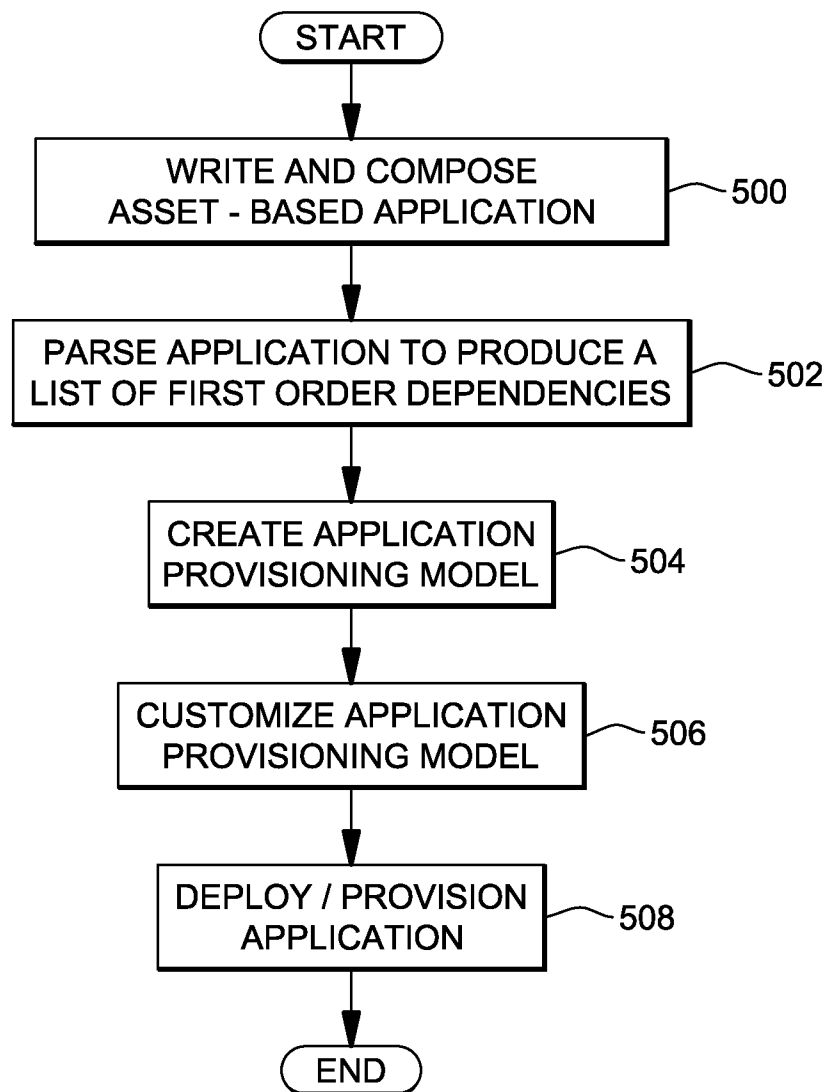 START
WRITE AND COMPOSE
ASSET - BASED APPLICATION
500
PARSE APPLICATION TO PRODUCE A
LIST OF FIRST ORDER DEPENDENCIES
502
CREATE APPLICATION
PROVISIONING MODEL
504
CUSTOMIZE APPLICATION
PROVISIONING MODEL
506
DEPLOY / PROVISION
APPLICATION
508
END